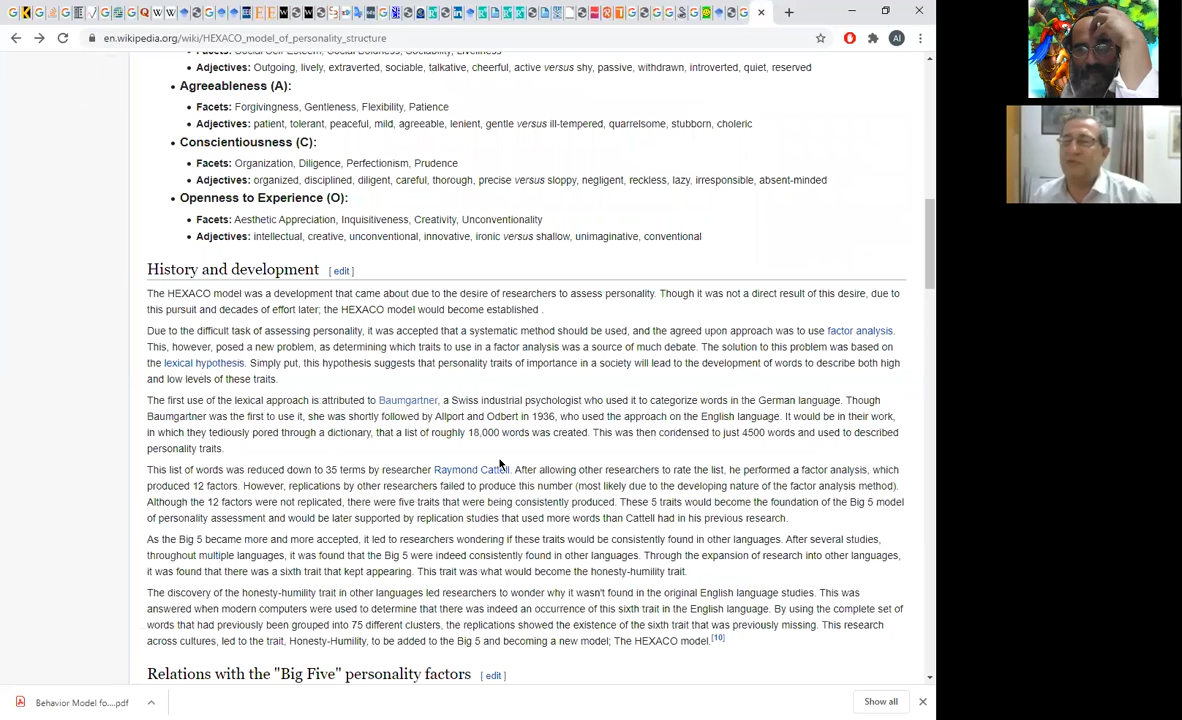 en.wikipedia.org/wiki/HEXACO_model_of_personality_structure
AI
Adjectives: Outgoing, lively, extraverted, sociable, talkative, cheerful, active versus shy, passive, withdrawn, introverted, quiet, reserved
Agreeableness (A):
Facets: Forgivingness, Gentleness, Flexibility, Patience
Adjectives: patient, tolerant, peaceful, mild, agreeable, lenient, gentle versus ill-tempered, quarrelsome, stubborn, choleric
Conscientiousness (C):
Facets: Organization, Diligence, Perfectionism, Prudence
Adjectives: organized, disciplined, diligent, careful, thorough, precise versus sloppy, negligent, reckless, lazy, irresponsible, absent-minded
Openness to Experience (O):
Facets: Aesthetic Appreciation, Inquisitiveness, Creativity, Unconventionality
Adjectives: intellectual, creative, unconventional, innovative, ironic versus shallow, unimaginative, conventional
History and development [ edit ]
The HEXACO model was a development that came about due to the desire of researchers to assess personality. Though it was not a direct result of this desire, due to
this pursuit and decades of effort later; the HEXACO model would become established .
Due to the difficult task of assessing personality, it was accepted that a systematic method should be used, and the agreed upon approach was to use factor analysis.
This, however, posed a new problem, as determining which traits to use in a factor analysis was a source of much debate. The solution to this problem was based on
the lexical hypothesis. Simply put, this hypothesis suggests that personality traits of importance in a society will lead to the development of words to describe both high
and low levels of these traits.
The first use of the lexical approach is attributed to Baumgartner, a Swiss industrial psychologist who used it to categorize words in the German language. Though
Baumgartner was the first to use it, she was shortly followed by Allport and Odbert in 1936, who used the approach on the English language. It would be in their work,
in which they tediously pored through a dictionary, that a list of roughly 18,000 words was created. This was then condensed to just 4500 words and used to described
personality traits.
This list of words was reduced down to 35 terms by researcher Raymond Cattell. After allowing other researchers to rate the list, he performed a factor analysis, which
produced 12 factors. However, replications by other researchers failed to produce this number (most likely due to the developing nature of the factor analysis method).
Although the 12 factors were not replicated, there were five traits that were being consistently produced. These 5 traits would become the foundation of the Big 5 model
of personality assessment and would be later supported by replication studies that used more words than Cattell had in his previous research.
As the Big 5 became more and more accepted, it led to researchers wondering if these traits would be consistently found in other languages. After several studies,
throughout multiple languages, it was found that the Big 5 were indeed consistently found in other languages. Through the expansion of research into other languages,
it was found that there was a sixth trait that kept appearing. This trait was what would become the honesty-humility trait.
The discovery of the honesty-humility trait in other languages led researchers to wonder why it wasn't found in the original English language studies. This was
answered when modern computers were used to determine that there was indeed an occurrence of this sixth trait in the English language. By using the complete set of
words that had previously been grouped into 75 different clusters, the replications showed the existence of the sixth trait that was previously missing. This research
across cultures, led to the trait, Honesty-Humility, to be added to the Big 5 and becoming a new model; The HEXACO model.[10]
Relations with the "Big Five" personality factors [ edit ]
Behavior Model fo....pdf
Show all